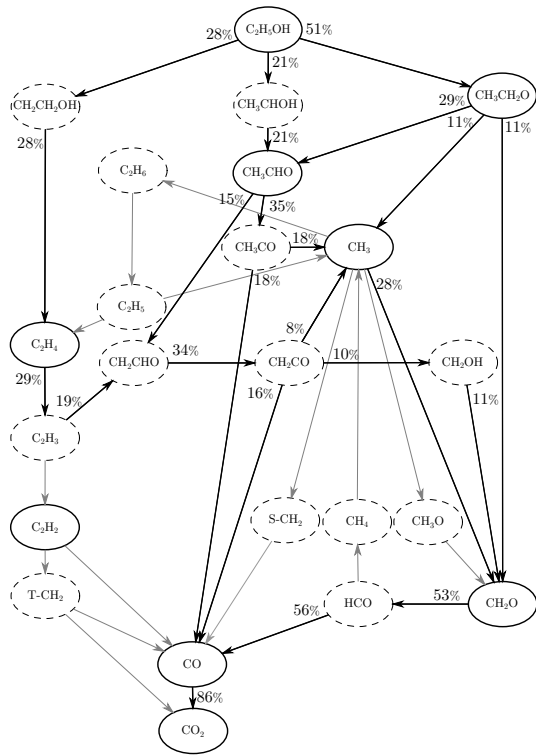 C₂H₅OH
28%
51%
21%
CH₂CH₂OH
CH₃CHOH
CH₃CH₂O
29%
11%
11%
28%
21%
C₂H₆
CH₃CHO
15%
35%
CH₃CO
18%
CH₃
18%
28%
C₂H₅
C₂H₄
8%
34%
10%
CH₂CHO
CH₂CO
CH₂OH
29%
19%
16%
11%
C₂H₃
C₂H₂
S-CH₂
CH₄
CH₃O
T-CH₂
HCO
53%
CH₂O
56%
CO
86%
CO₂